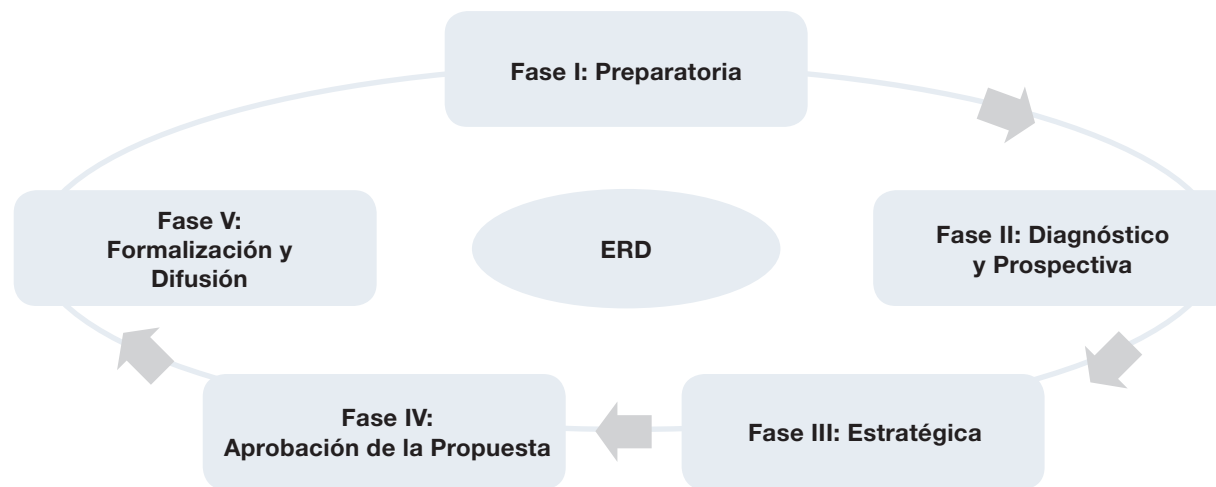 Fase I: Preparatoria
Fase II: Diagnóstico
y Prospectiva
Fase III: Estratégica
Fase IV:
Aprobación de la Propuesta
Fase V:
Formalización y
Difusión
ERD